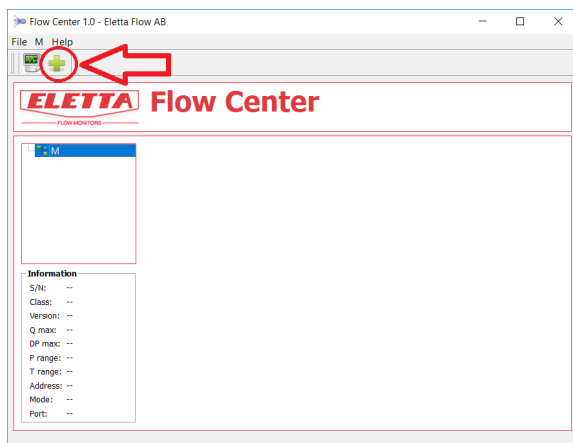 Flow Center 1.0 - Eletta Flow AB
File M Help
ELETTA
FLOW MONITORS
Flow Center
M
Information
S/N: --
Class: --
Version: --
Q max: --
DP max: --
P range: --
T range: --
Address: --
Mode: --
Port: --